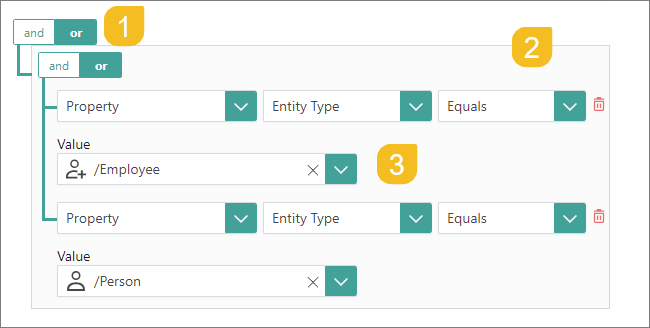 and or 1
and or 2
Property Entity Type Equals
Value
/Employee 3
Property Entity Type Equals
Value
/Person